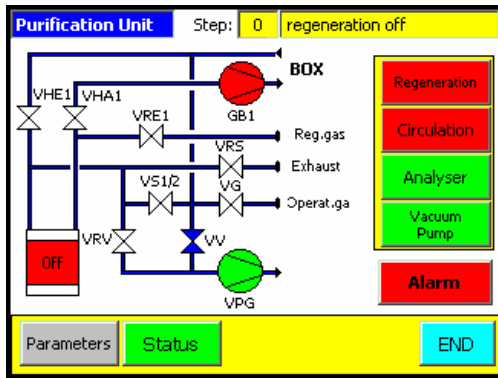 Purification Unit Step: 0 regeneration off
BOX
VHE1 VHA1
Regeneration
GB1
VRE1
Reg.gas
Circulation
VRS
Exhaust
VS1/2 VG
Analyser
Operat.ga
VRV VV
Vacuum
Pump
OFF
VPG
Alarm
Parameters Status END